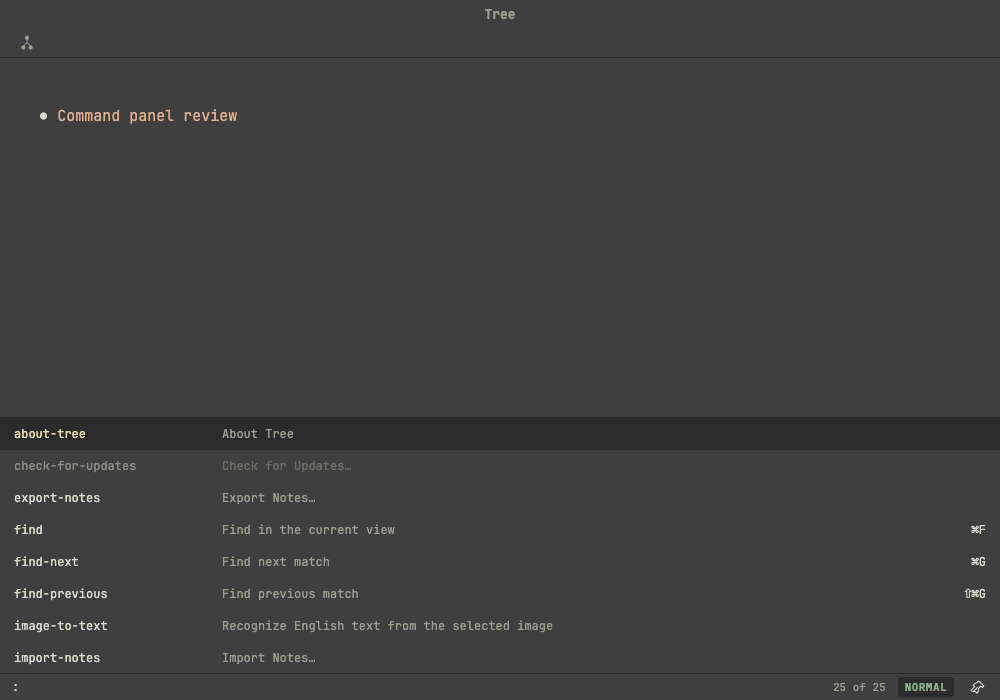 Tree
Command panel review
about-tree About Tree
check-for-updates Check for Updates…
export-notes Export Notes…
find Find in the current view ⌘F
find-next Find next match ⌘G
find-previous Find previous match ⇧⌘G
image-to-text Recognize English text from the selected image
import-notes Import Notes…
: 25 of 25 NORMAL